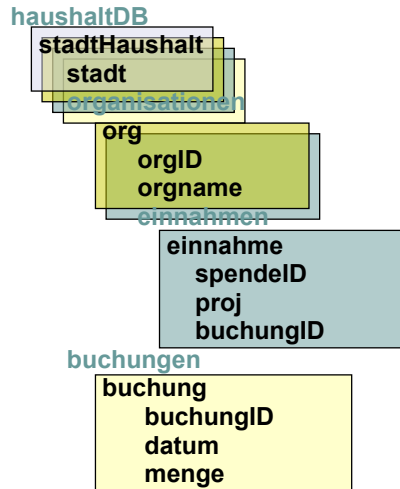 haushaltDB
stadtHaushalt
stadt
organisationen
org
orgID
orgname
einnahmen
einnahme
spendeID
proj
buchungID
buchungen
buchung
buchungID
datum
menge